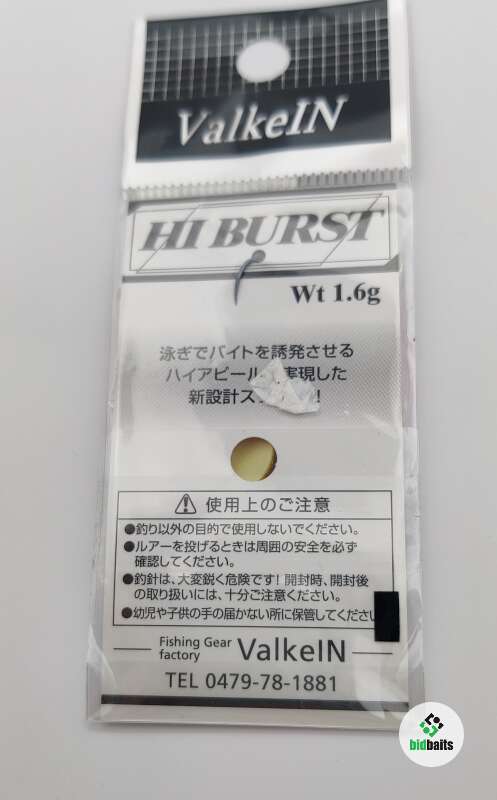 ValkeIN
HI BURST
Wt 1.6g
泳ぎでバイトを誘発させる
ハイアピール 実現した
新設計ス !
使用上のご注意
●釣り以外の目的で使用しないでください。
●ルアーを投げるときは周囲の安全を必ず
確認してください。
●釣針は、大変鋭く危険です!開封時、開封後
の取り扱いには、十分ご注意ください。
●幼児や子供の手の届かない所に保管してくださ
Fishing Gear
factory ValkeIN
TEL 0479-78-1881
bidbaits